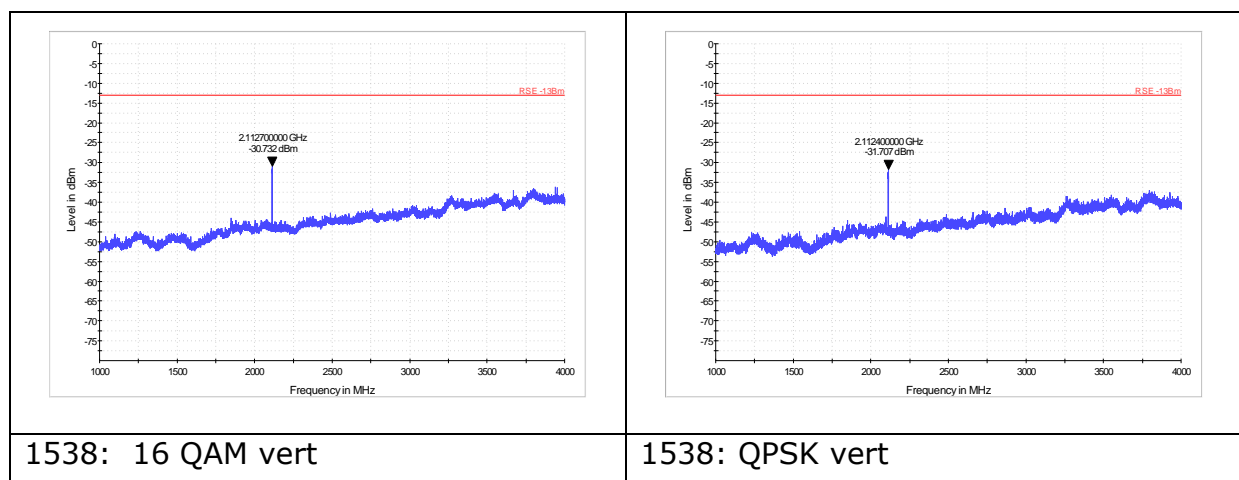 0
-5
-10
-15
-20
-25
-30
-35
-40
-45
-50
-55
-60
-65
-70
-75
Level in dBm
RSE -13Bm
2.112700000 GHz
-30.732 dBm
1000 1500 2000 2500 3000 3500 4000
Frequency in MHz
0
-5
-10
-15
-20
-25
-30
-35
-40
-45
-50
-55
-60
-65
-70
-75
Level in dBm
RSE -13Bm
2.112400000 GHz
-31.707 dBm
1000 1500 2000 2500 3000 3500 4000
Frequency in MHz
1538: 16 QAM vert
1538: QPSK vert